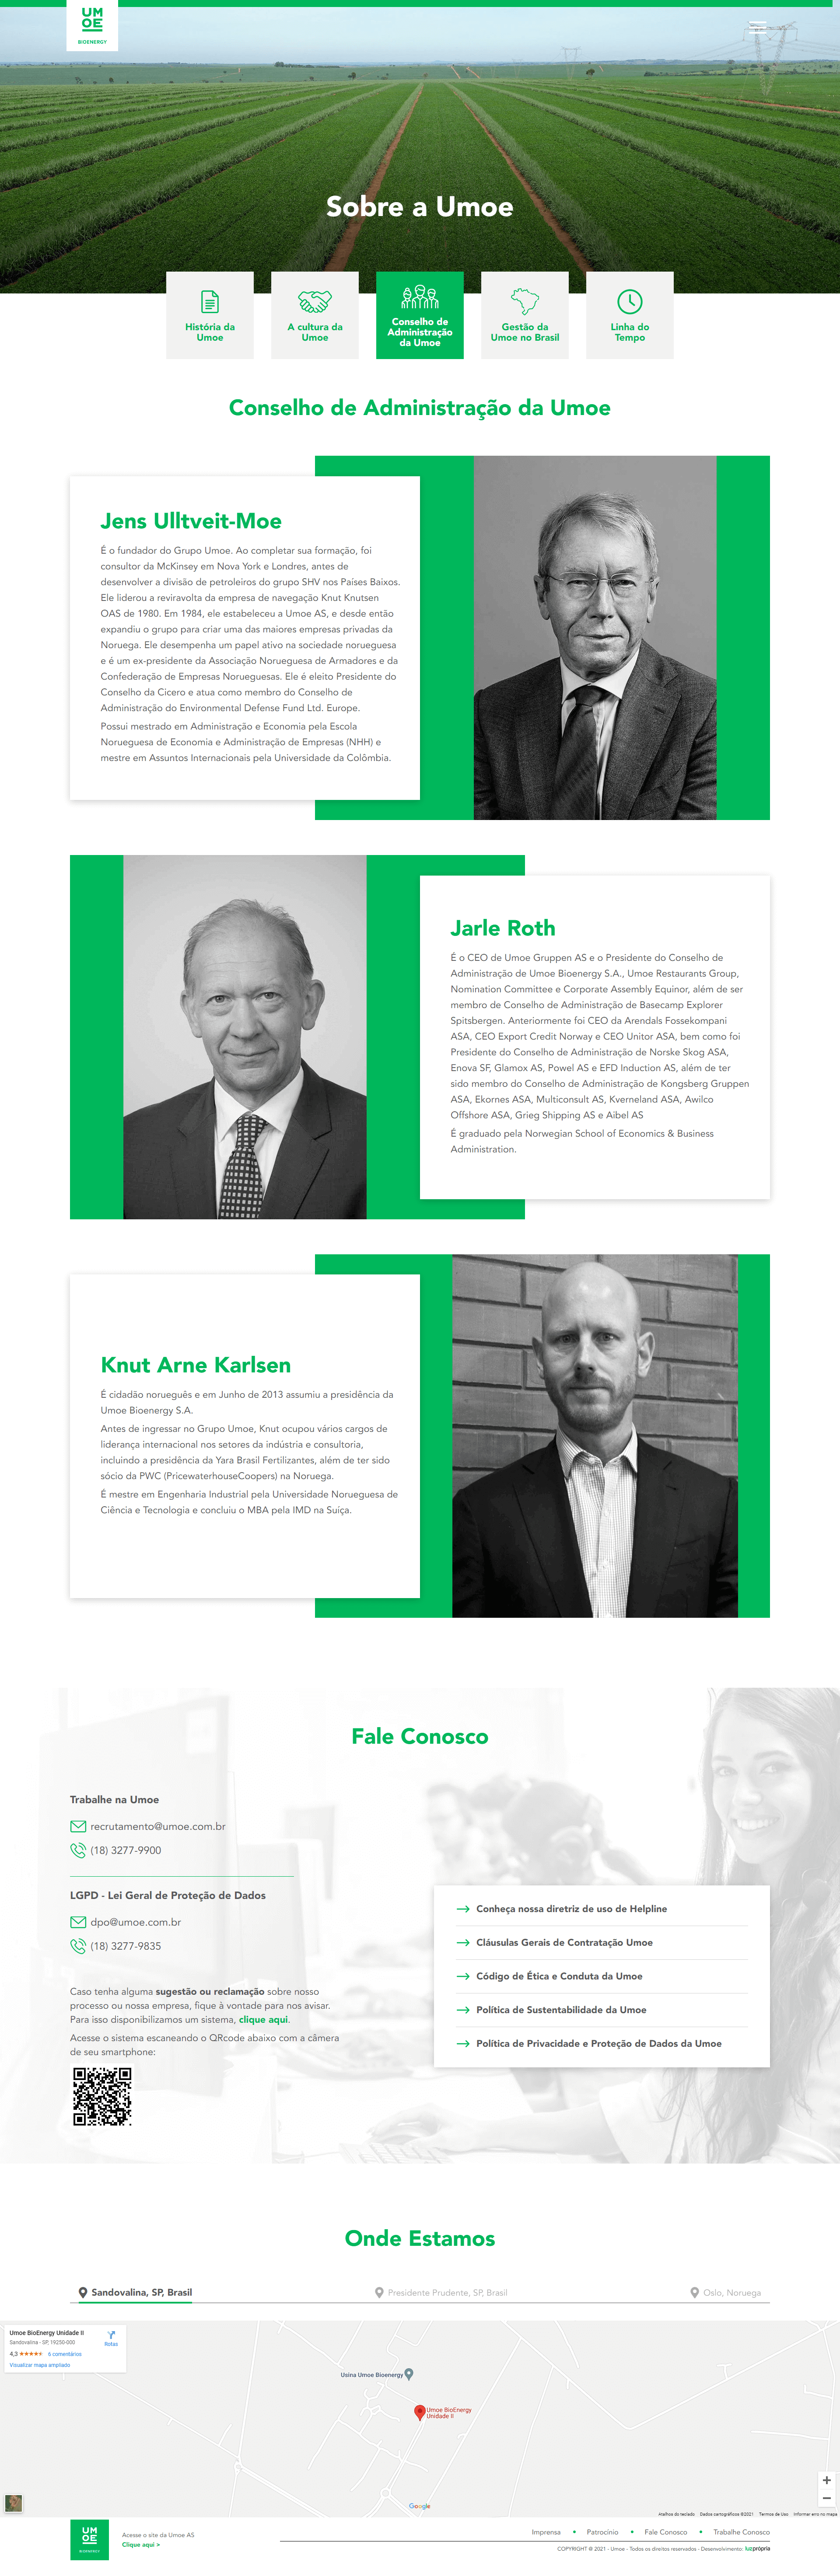 UM
OE
BIOENERGY
Sobre a Umoe
História da
Umoe
A cultura da
Umoe
Conselho de
Administração
da Umoe
Gestão da
Umoe no Brasil
Linha do
Tempo
Conselho de Administração da Umoe
Jens Ulltveit-Moe
É o fundador do Grupo Umoe. Ao completar sua formação, foi
consultor da McKinsey em Nova York e Londres, antes de
desenvolver a divisão de petroleiros do grupo SHV nos Países Baixos.
Ele liderou a reviravolta da empresa de navegação Knut Knutsen
OAS de 1980. Em 1984, ele estabeleceu a Umoe AS, e desde então
expandiu o grupo para criar uma das maiores empresas privadas da
Noruega. Ele desempenha um papel ativo na sociedade norueguesa
e é um ex-presidente da Associação Norueguesa de Armadores e da
Confederação de Empresas Norueguesas. Ele é eleito Presidente do
Conselho da Cicero e atua como membro do Conselho de
Administração do Environmental Defense Fund Ltd. Europe.
Possui mestrado em Administração e Economia pela Escola
Norueguesa de Economia e Administração de Empresas (NHH) e
mestre em Assuntos Internacionais pela Universidade da Colômbia.
Jarle Roth
É o CEO de Umoe Gruppen AS e o Presidente do Conselho de
Administração de Umoe Bioenergy S.A., Umoe Restaurants Group,
Nomination Committee e Corporate Assembly Equinor, além de ser
membro de Conselho de Administração de Basecamp Explorer
Spitsbergen. Anteriormente foi CEO da Arendals Fossekompani
ASA, CEO Export Credit Norway e CEO Unitor ASA, bem como foi
Presidente do Conselho de Administração de Norske Skog ASA,
Enova SF, Glamox AS, Powel AS e EFD Induction AS, além de ter
sido membro do Conselho de Administração de Kongsberg Gruppen
ASA, Ekornes ASA, Multiconsult AS, Kverneland ASA, Awilco
Offshore ASA, Grieg Shipping AS e Aibel AS
É graduado pela Norwegian School of Economics & Business
Administration.
Knut Arne Karlsen
É cidadão norueguês e em Junho de 2013 assumiu a presidência da
Umoe Bioenergy S.A.
Antes de ingressar no Grupo Umoe, Knut ocupou vários cargos de
liderança internacional nos setores da indústria e consultoria,
incluindo a presidência da Yara Brasil Fertilizantes, além de ter sido
sócio da PWC (PricewaterhouseCoopers) na Noruega.
É mestre em Engenharia Industrial pela Universidade Norueguesa de
Ciência e Tecnologia e concluiu o MBA pela IMD na Suíça.
Fale Conosco
Trabalhe na Umoe
recrutamento@umoe.com.br
(18) 3277-9900
LGPD - Lei Geral de Proteção de Dados
dpo@umoe.com.br
(18) 3277-9835
Caso tenha alguma sugestão ou reclamação sobre nosso
processo ou nossa empresa, fique à vontade para nos avisar.
Para isso disponibilizamos um sistema, clique aqui.
Acesse o sistema escaneando o QRcode abaixo com a câmera
de seu smartphone:
Conheça nossa diretriz de uso de Helpline
Cláusulas Gerais de Contratação Umoe
Código de Ética e Conduta da Umoe
Política de Sustentabilidade da Umoe
Política de Privacidade e Proteção de Dados da Umoe
Onde Estamos
Sandovalina, SP, Brasil
Presidente Prudente, SP, Brasil
Oslo, Noruega
Umoe BioEnergy Unidade II
Sandovalina - SP, 19250-000
4,3 6 comentários
Visualizar mapa ampliado
Rotas
Usina Umoe Bioenergy
Umoe BioEnergy
Unidade II
Google
Atalhos do teclado Dados cartográficos ©2021 Termos de Uso Informar erro no mapa
UM
OE
BIOENERGY
Acesse o site da Umoe AS
Clique aqui >
Imprensa • Patrocínio • Fale Conosco • Trabalhe Conosco
COPYRIGHT © 2021 - Umoe - Todos os direitos reservados - Desenvolvimento: luzprópria